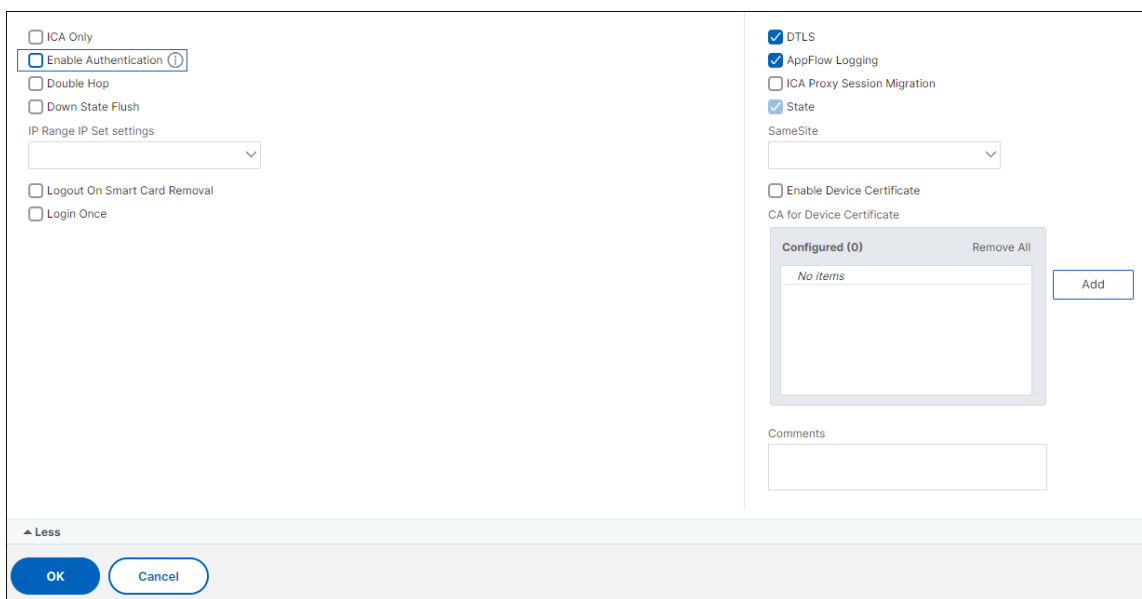 ICA Only
Enable Authentication
Double Hop
Down State Flush
IP Range IP Set settings
Logout On Smart Card Removal
Login Once
DTLS
AppFlow Logging
ICA Proxy Session Migration
State
SameSite
Enable Device Certificate
CA for Device Certificate
Configured (0) Remove All
No items
Add
Comments
Less
OK Cancel